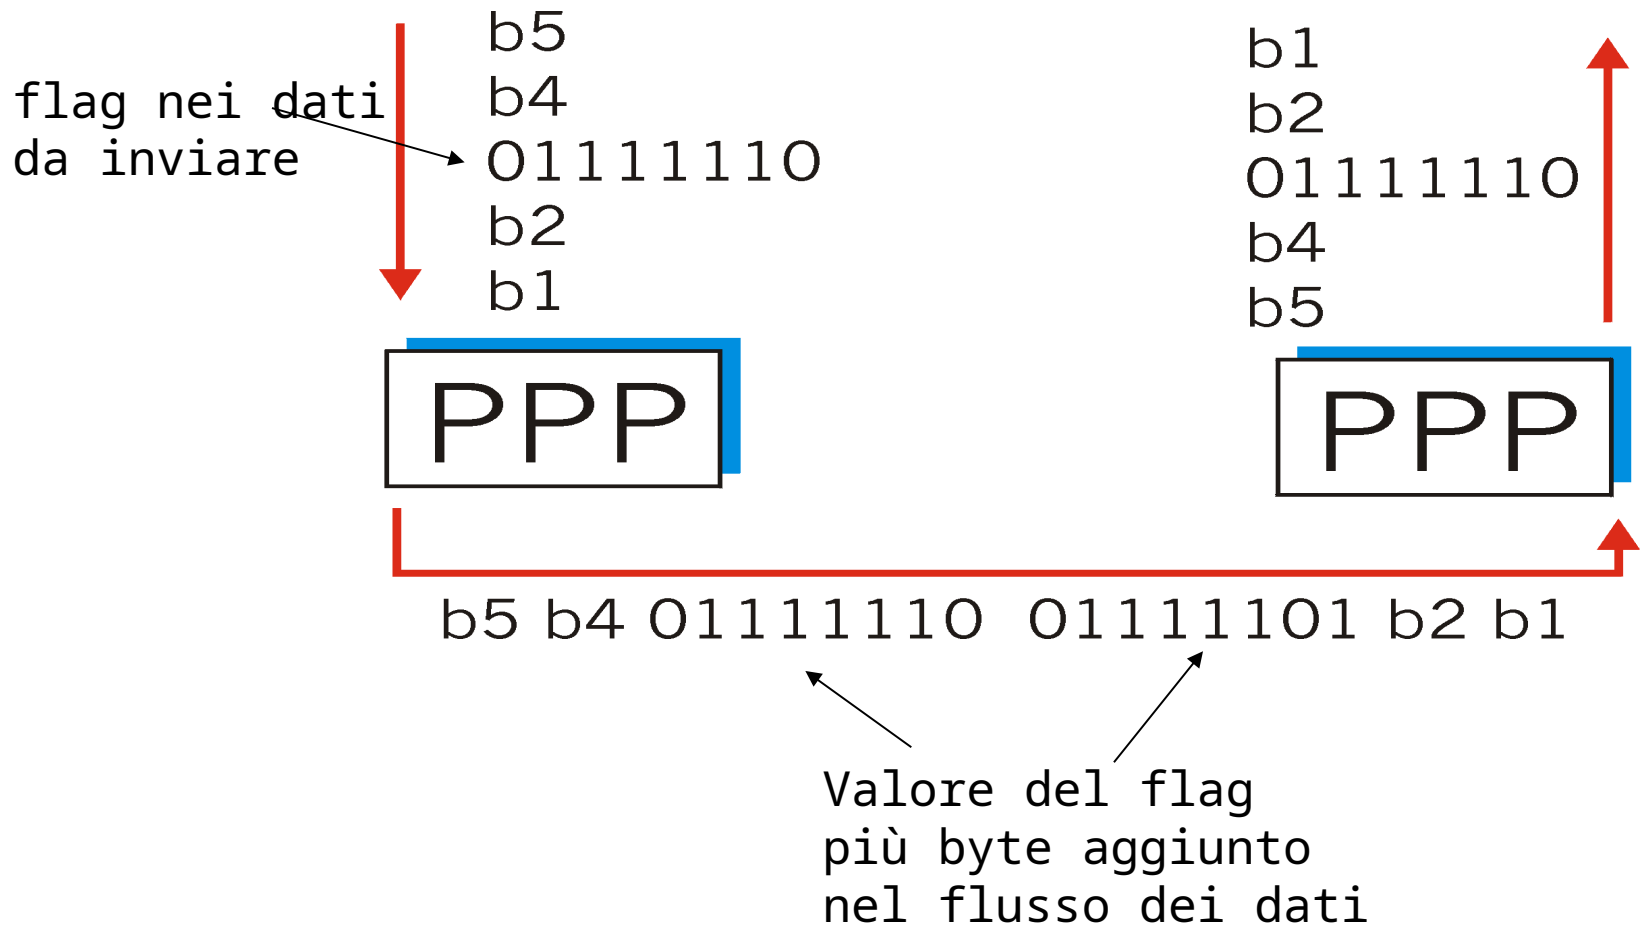 flag nei dati
da inviare
b5
b4
01111110
b2
b1
PPP
b1
b2
01111110
b4
b5
PPP
b5 b4 01111110 01111101 b2 b1
Valore del flag
più byte aggiunto
nel flusso dei dati